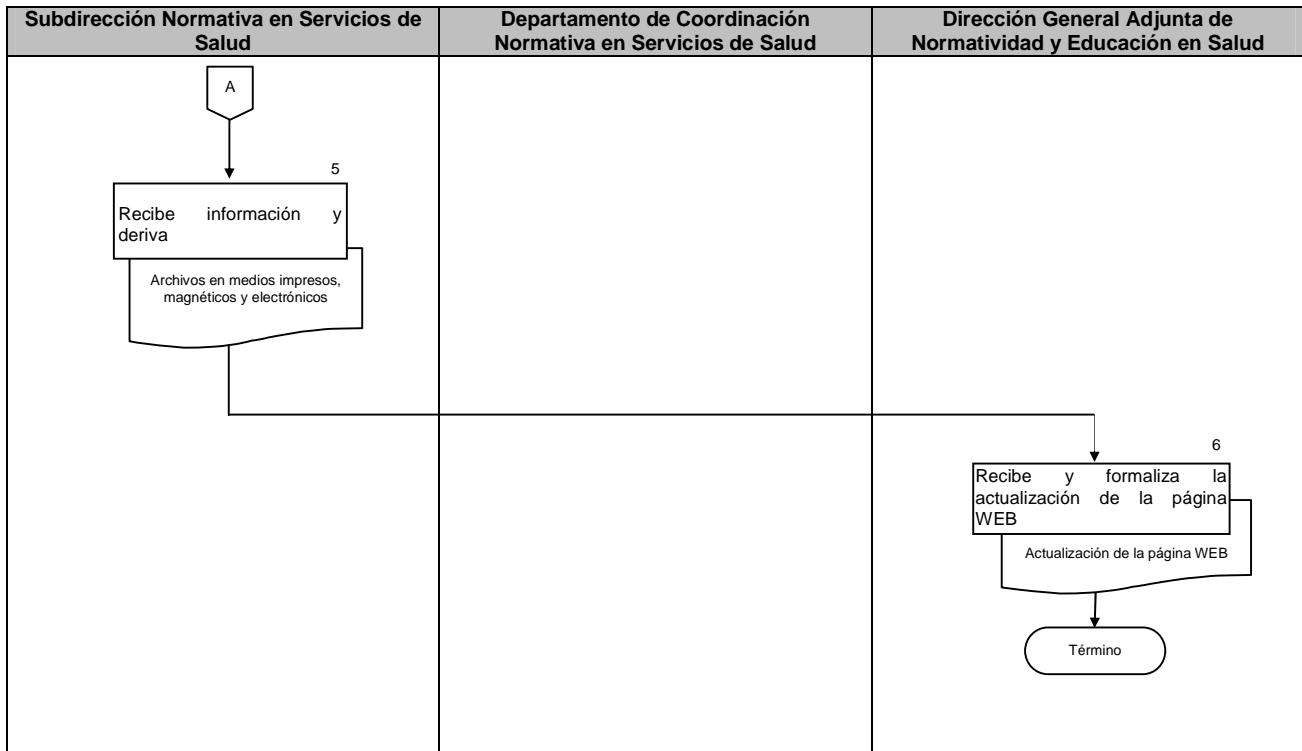 Subdirección Normativa en Servicios de
Salud
Departamento de Coordinación
Normativa en Servicios de Salud
Dirección General Adjunta de
Normatividad y Educación en Salud
A
5
Recibe información y
deriva
Archivos en medios impresos,
magnéticos y electrónicos
6
Recibe y formaliza la
actualización de la página
WEB
Actualización de la página WEB
Término